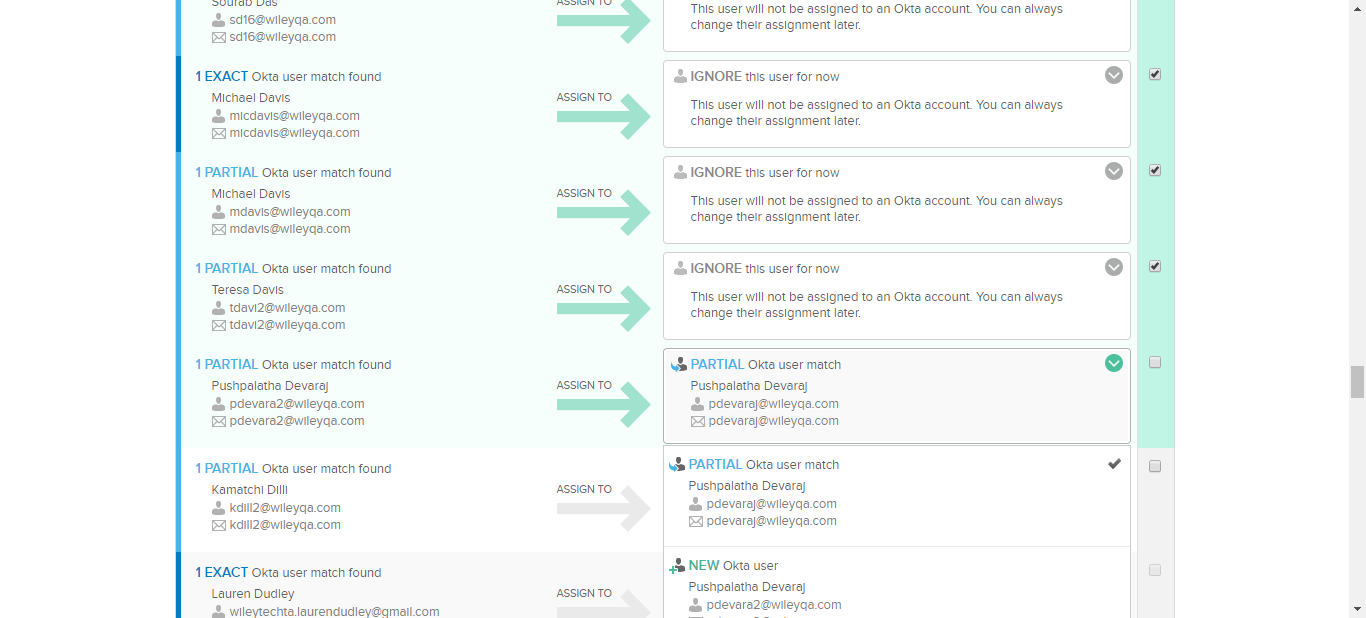 Sourab Das
sd16@wileyqa.com
sd16@wileyqa.com
ASSIGN TO
This user will not be assigned to an Okta account. You can always
change their assignment later.
1 EXACT Okta user match found
Michael Davis
micdavis@wileyqa.com
micdavis@wileyqa.com
ASSIGN TO
IGNORE this user for now
This user will not be assigned to an Okta account. You can always
change their assignment later.
1 PARTIAL Okta user match found
Michael Davis
mdavis@wileyqa.com
mdavis@wileyqa.com
ASSIGN TO
IGNORE this user for now
This user will not be assigned to an Okta account. You can always
change their assignment later.
1 PARTIAL Okta user match found
Teresa Davis
tdavi2@wileyqa.com
tdavi2@wileyqa.com
ASSIGN TO
IGNORE this user for now
This user will not be assigned to an Okta account. You can always
change their assignment later.
1 PARTIAL Okta user match found
Pushpalatha Devaraj
pdevara2@wileyqa.com
pdevara2@wileyqa.com
ASSIGN TO
PARTIAL Okta user match
Pushpalatha Devaraj
pdevaraj@wileyqa.com
pdevaraj@wileyqa.com
1 PARTIAL Okta user match found
Kamatchi Dilli
kdill2@wileyqa.com
kdill2@wileyqa.com
ASSIGN TO
PARTIAL Okta user match
Pushpalatha Devaraj
pdevaraj@wileyqa.com
pdevaraj@wileyqa.com
1 EXACT Okta user match found
Lauren Dudley
wileytechta.laurendudley@gmail.com
ASSIGN TO
NEW Okta user
Pushpalatha Devaraj
pdevara2@wileyqa.com